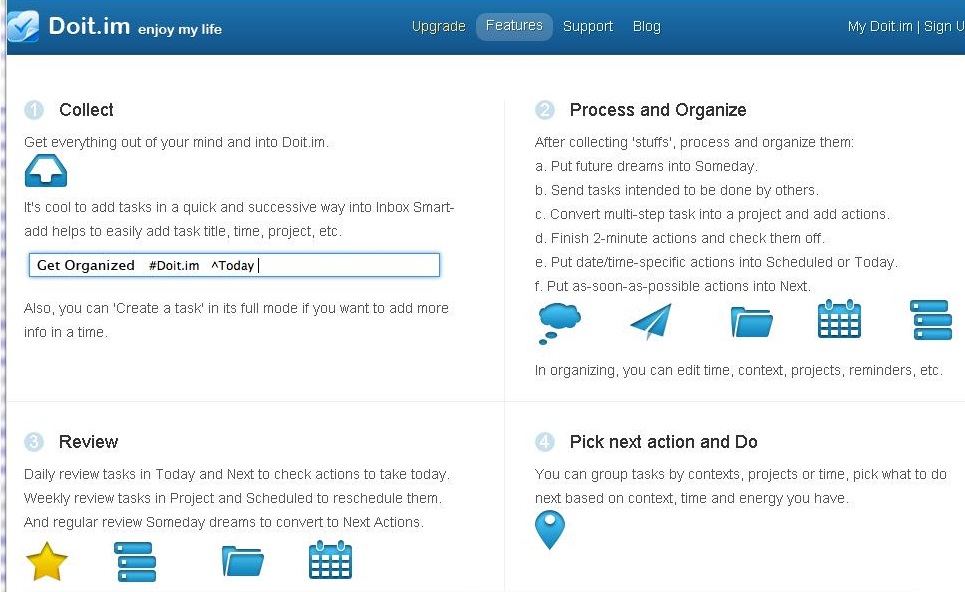 Doit.im enjoy my life
Upgrade Features Support Blog
My Doit.im | Sign U
1 Collect
Get everything out of your mind and into Doit.im.
It's cool to add tasks in a quick and successive way into Inbox Smart-
add helps to easily add task title, time, project, etc.
Get Organized #Doit.im ^Today
Also, you can 'Create a task' in its full mode if you want to add more
info in a time.
2 Process and Organize
After collecting 'stuffs', process and organize them:
a. Put future dreams into Someday.
b. Send tasks intended to be done by others.
c. Convert multi-step task into a project and add actions.
d. Finish 2-minute actions and check them off.
e. Put date/time-specific actions into Scheduled or Today.
f. Put as-soon-as-possible actions into Next.
In organizing, you can edit time, context, projects, reminders, etc.
3 Review
Daily review tasks in Today and Next to check actions to take today.
Weekly review tasks in Project and Scheduled to reschedule them.
And regular review Someday dreams to convert to Next Actions.
4 Pick next action and Do
You can group tasks by contexts, projects or time, pick what to do
next based on context, time and energy you have.